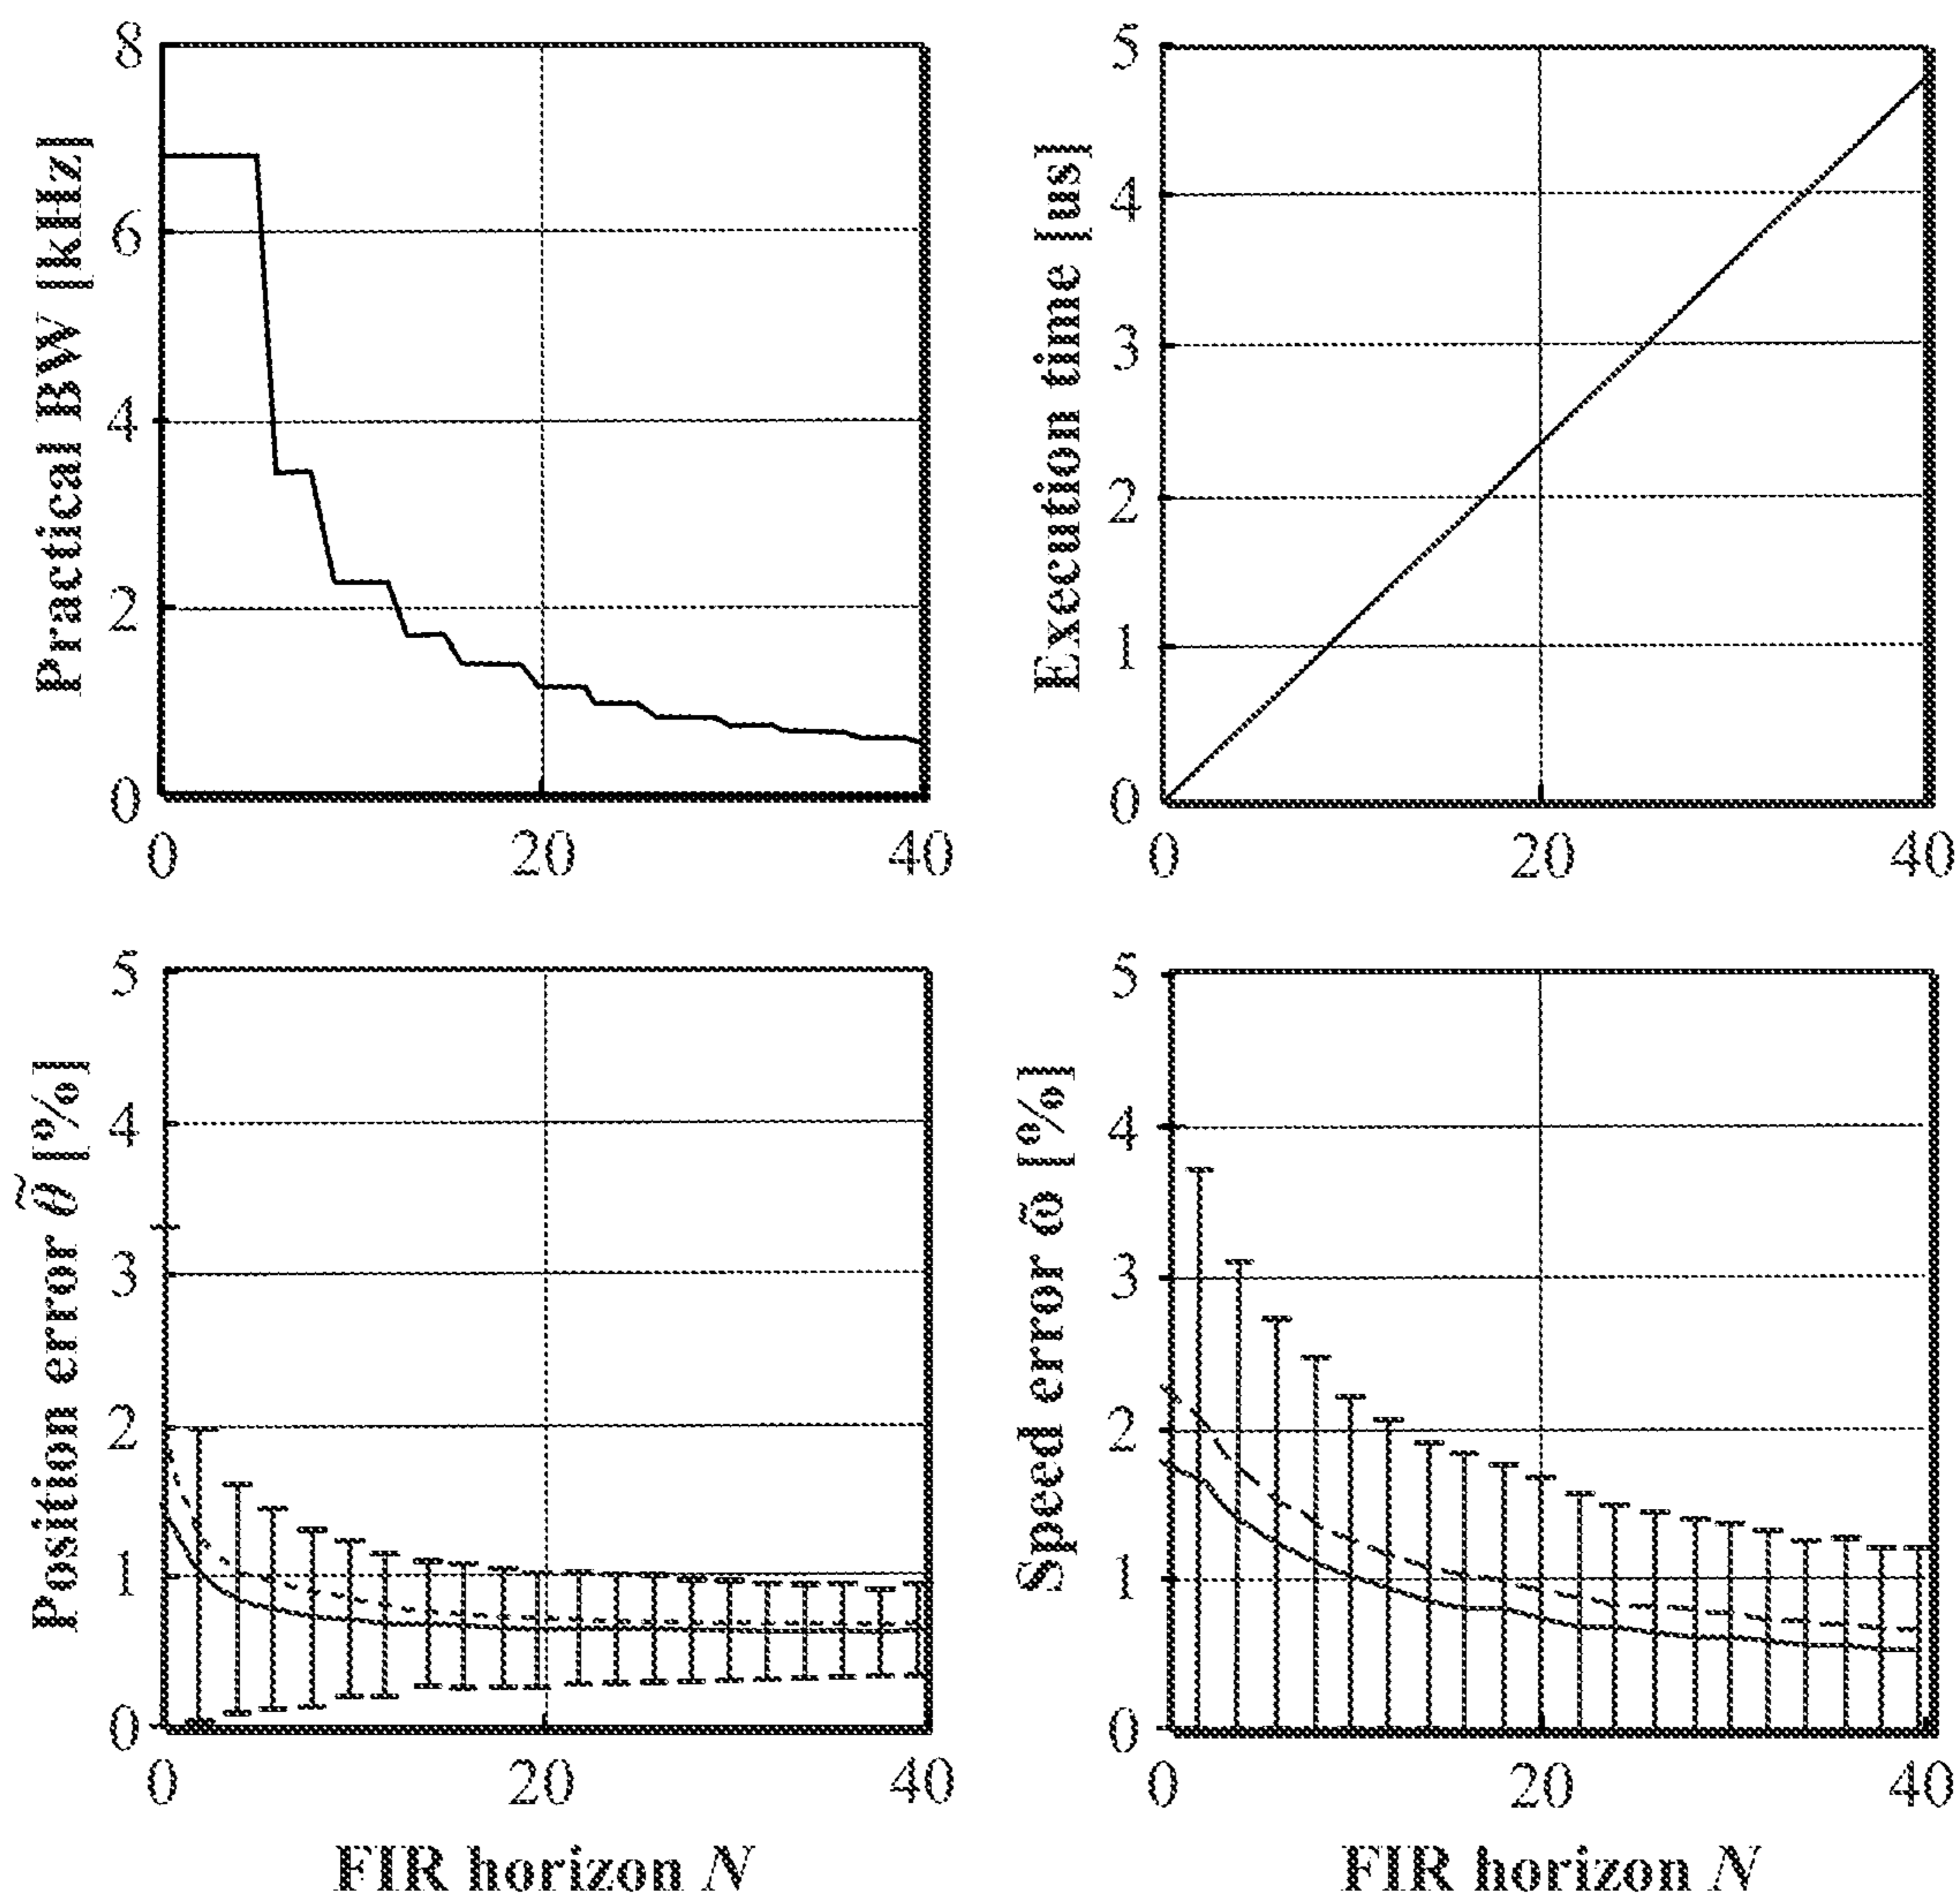 Practical BW [kHz]
8
6
4
2
0
0 20 40
Execution time [us]
5
4
3
2
1
0
0 20 40
Position error θ̃ [%]
5
4
3
2
1
0
0 20 40
FIR horizon N
Speed error ω̃ [%]
5
4
3
2
1
0
0 20 40
FIR horizon N